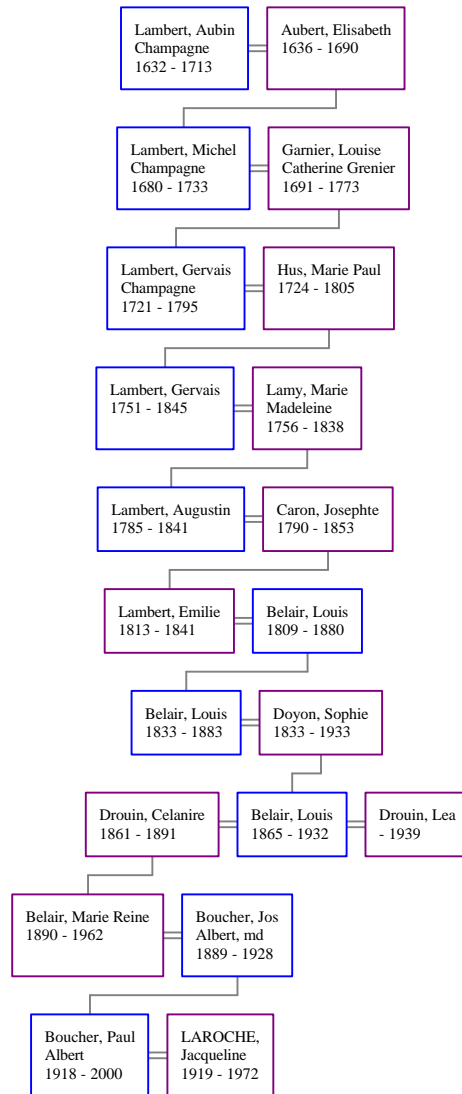 Lambert, Aubin
Champagne
1632 - 1713
Aubert, Elisabeth
1636 - 1690
Lambert, Michel
Champagne
1680 - 1733
Garnier, Louise
Catherine Grenier
1691 - 1773
Lambert, Gervais
Champagne
1721 - 1795
Hus, Marie Paul
1724 - 1805
Lambert, Gervais
1751 - 1845
Lamy, Marie
Madeleine
1756 - 1838
Lambert, Augustin
1785 - 1841
Caron, Josephte
1790 - 1853
Lambert, Emilie
1813 - 1841
Belair, Louis
1809 - 1880
Belair, Louis
1833 - 1883
Doyon, Sophie
1833 - 1933
Drouin, Celanire
1861 - 1891
Belair, Louis
1865 - 1932
Drouin, Lea
- 1939
Belair, Marie Reine
1890 - 1962
Boucher, Jos
Albert, md
1889 - 1928
Boucher, Paul
Albert
1918 - 2000
LAROCHE,
Jacqueline
1919 - 1972